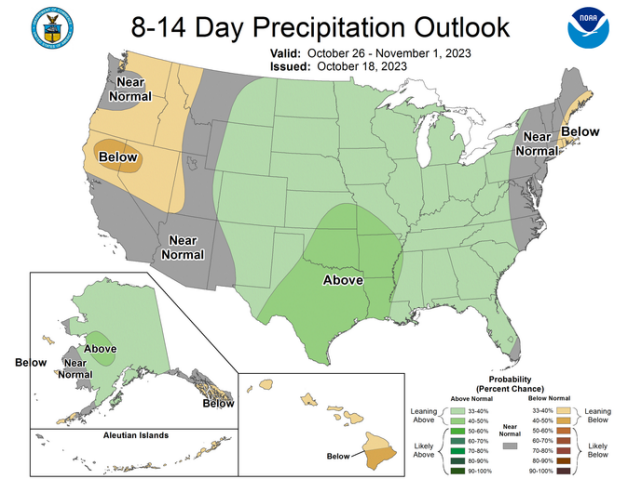 8-14 Day Precipitation Outlook
Valid: October 26 - November 1, 2023
Issued: October 18, 2023
NOAA
Near
Normal
Below
Near
Normal
Above
Near
Normal
Below
Above
Below
Near
Normal
Below
Aleutian Islands
Below
Probability
(Percent Chance)
Above Normal
Below Normal
Leaning
Above
33-40%
40-50%
Likely
Above
50-60%
60-70%
70-80%
80-90%
90-100%
Near
Normal
33-40%
40-50%
Leaning
Below
50-60%
60-70%
70-80%
80-90%
90-100%
Likely
Below